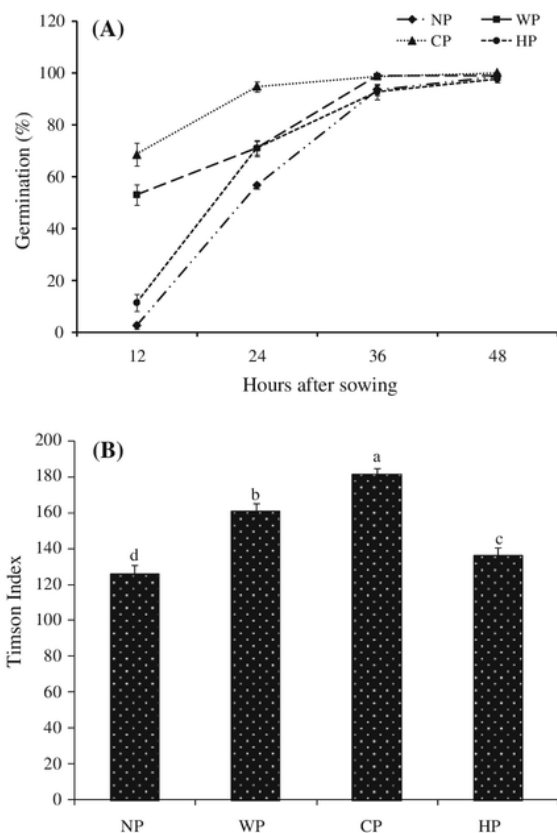 (A)
NP WP
CP HP
120
100
80
60
40
20
0
Germination (%)
12 24 36 48
Hours after sowing
(B)
200
180
160
140
120
100
80
60
40
20
0
Timson Index
d b a c
NP WP CP HP